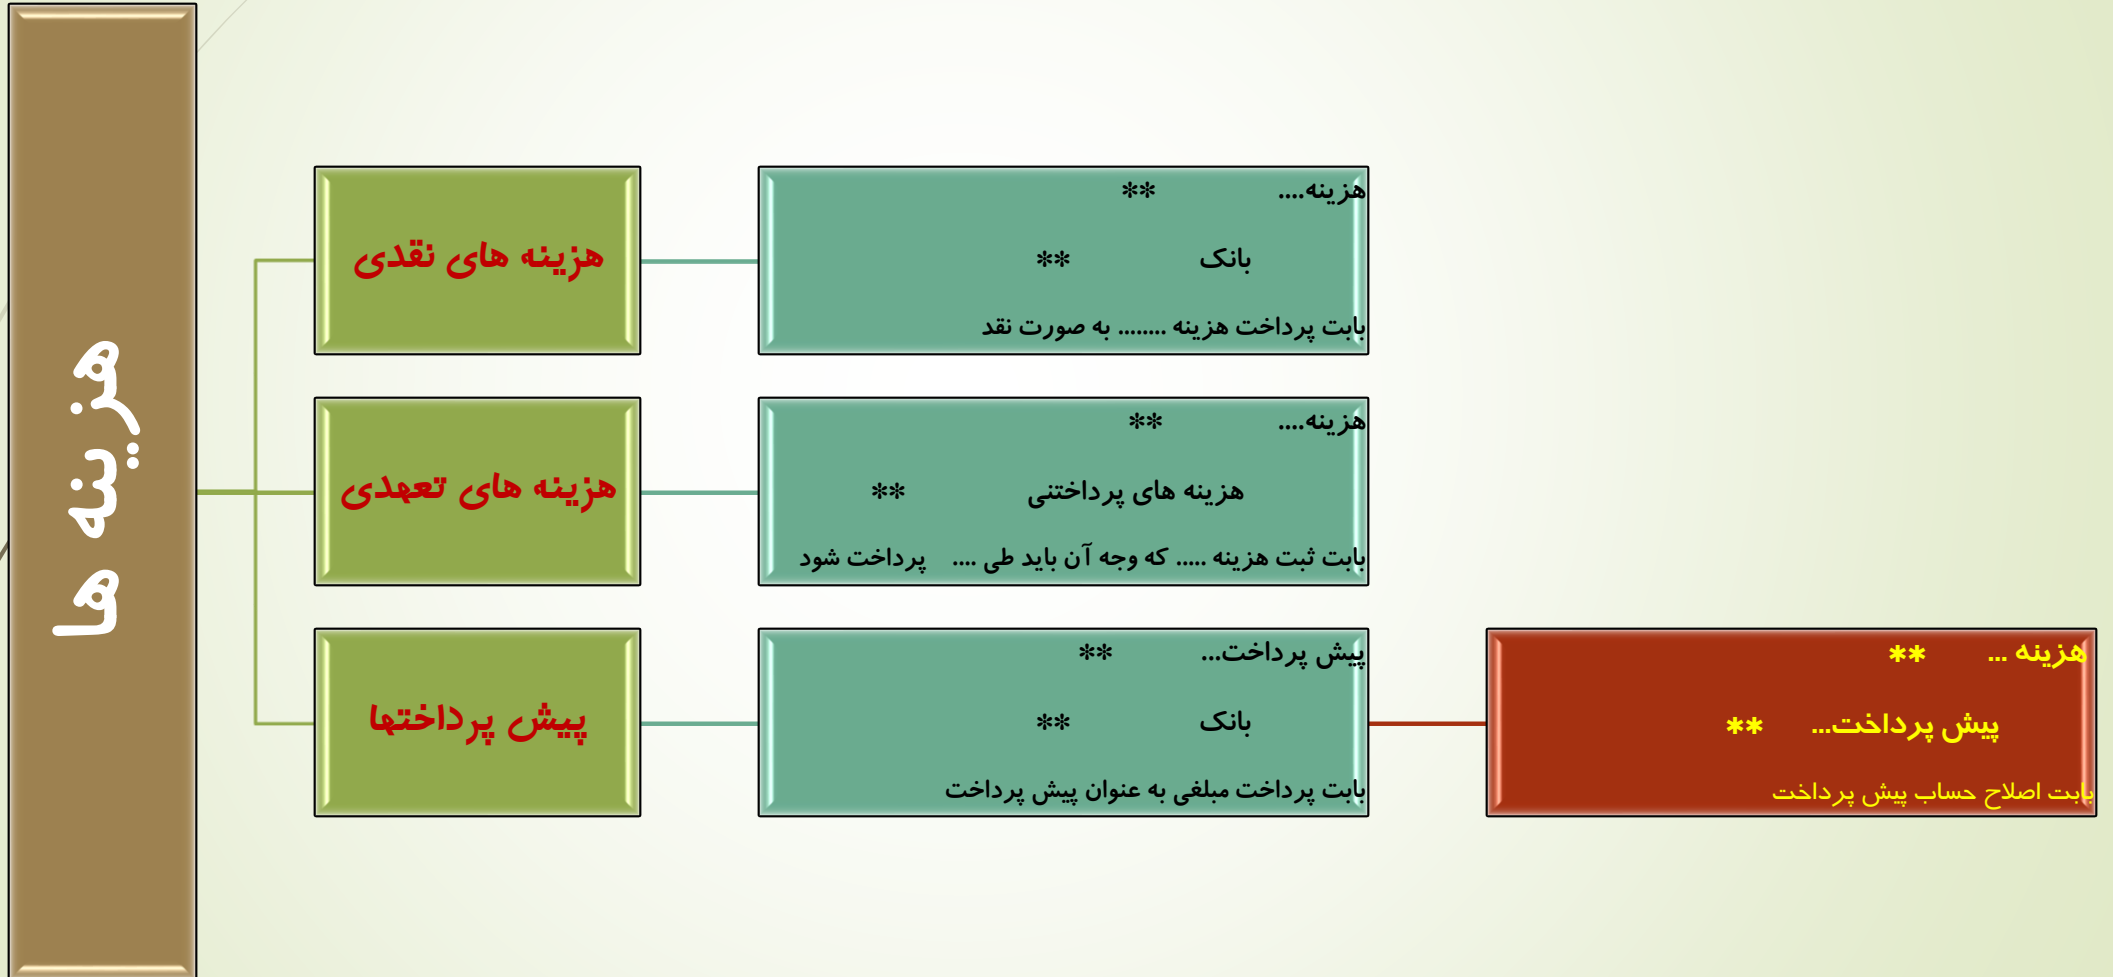 هزینه ها
هزینه های نقدی
هزینه.... **
بانک **
بابت پرداخت هزینه ........ به صورت نقد
هزینه های تعهدی
هزینه.... **
هزینه های پرداختنی **
بابت ثبت هزینه ..... که وجه آن باید طی .... پرداخت شود
پیش پرداختها
پیش پرداخت... **
بانک **
بابت پرداخت مبلغی به عنوان پیش پرداخت
هزینه ... **
پیش پرداخت... **
بابت اصلاح حساب پیش پرداخت